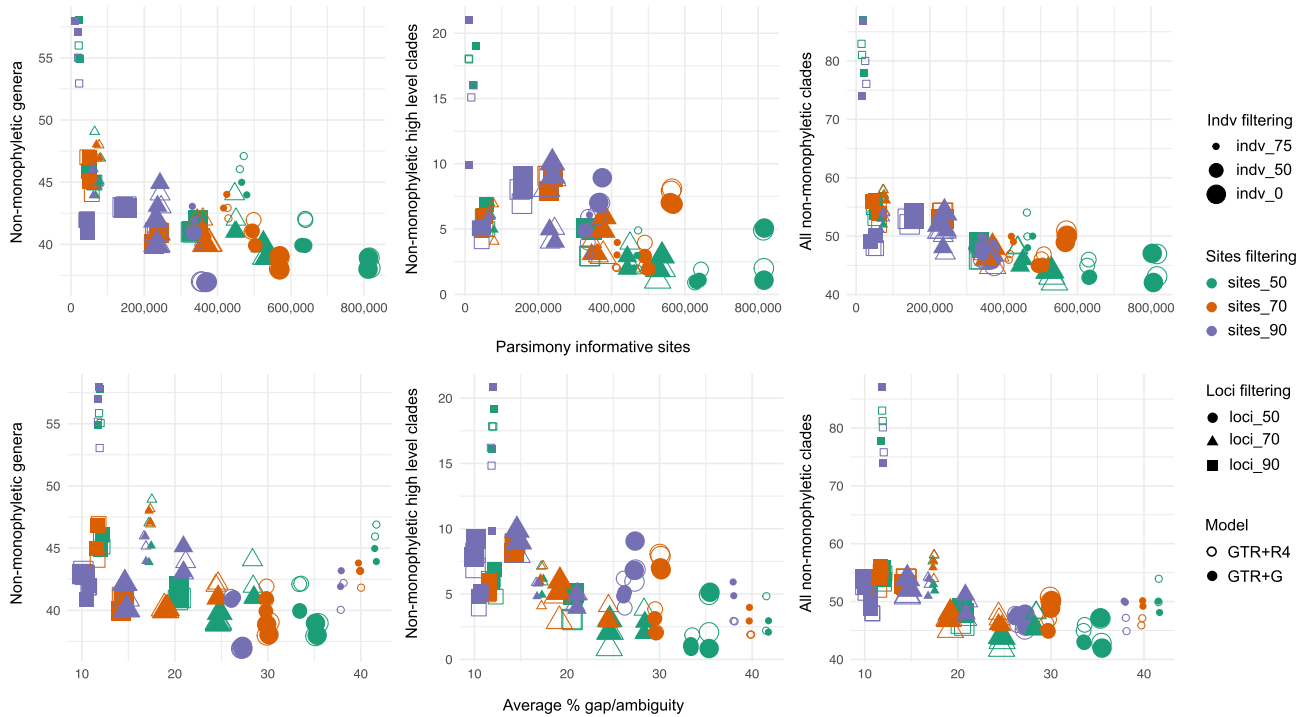 Non-monophyletic genera
55
50
45
40
0
200,000
400,000
600,000
800,000
Non-monophyletic high level clades
20
15
10
5
0
0
200,000
400,000
600,000
800,000
Parsimony informative sites
All non-monophyletic clades
80
70
60
50
40
0
200,000
400,000
600,000
800,000
Non-monophyletic genera
55
50
45
40
10
20
30
40
Non-monophyletic high level clades
20
15
10
5
0
10
20
30
40
Average % gap/ambiguity
All non-monophyletic clades
80
70
60
50
40
10
20
30
40
Indv filtering
indv_75
indv_50
indv_0
Sites filtering
sites_50
sites_70
sites_90
Loci filtering
loci_50
loci_70
loci_90
Model
GTR+R4
GTR+G